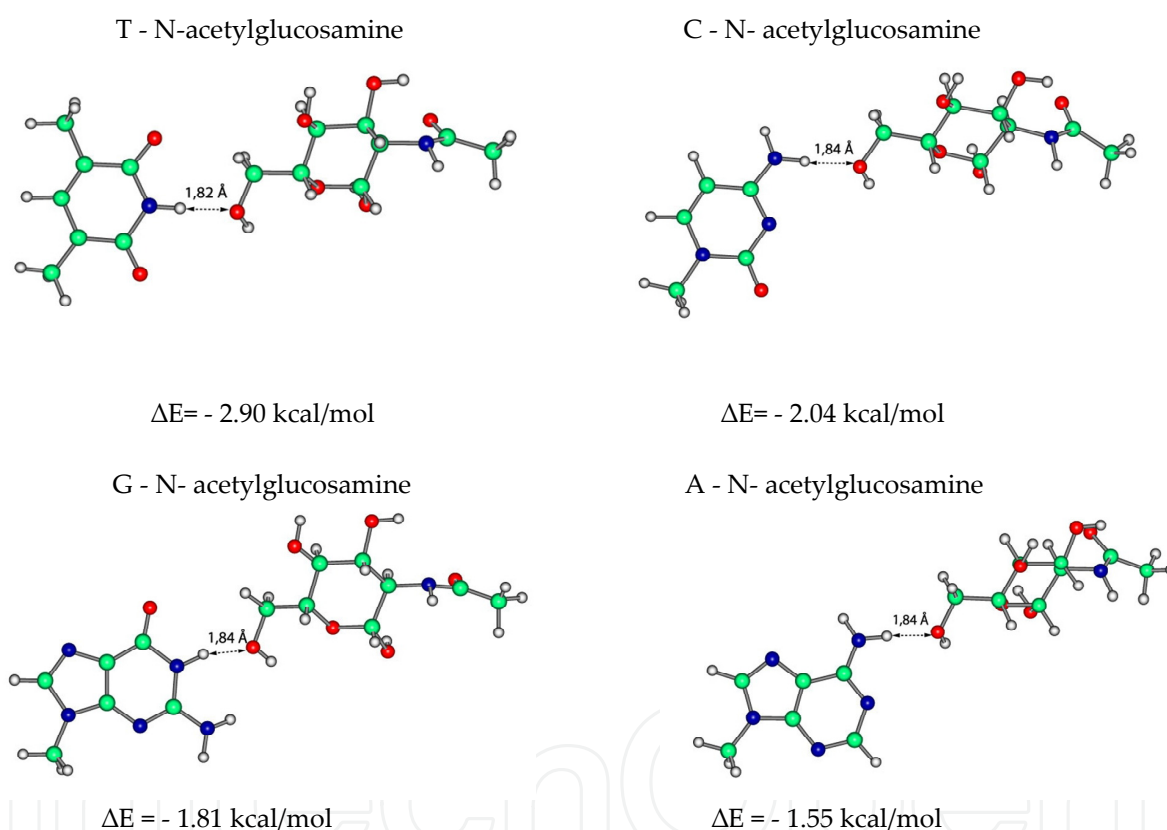 T - N-acetylglucosamine
C - N- acetylglucosamine
1,82 Å
1,84 Å
ΔE= - 2.90 kcal/mol
ΔE= - 2.04 kcal/mol
G - N- acetylglucosamine
A - N- acetylglucosamine
1,84 Å
1,84 Å
ΔE = - 1.81 kcal/mol
ΔE = - 1.55 kcal/mol